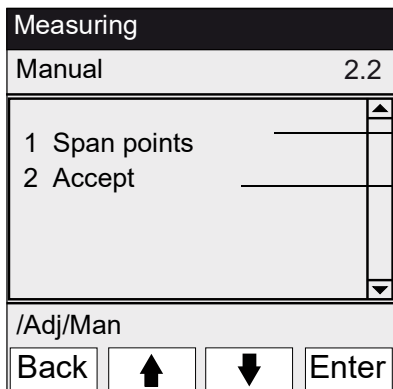 Measuring
Manual 2.2
1 Span points
2 Accept
/Adj/Man
Back Enter